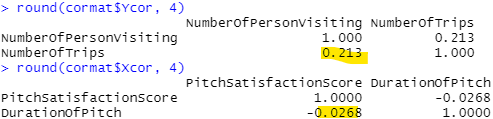 > round(cormat$Ycor, 4)
NumberOfPersonVisiting NumberOfTrips
NumberOfPersonVisiting 1.000 0.213
NumberOfTrips 0.213 1.000
> round(cormat$Xcor, 4)
PitchSatisfactionScore DurationOfPitch
PitchSatisfactionScore 1.0000 -0.0268
DurationOfPitch -0.0268 1.0000